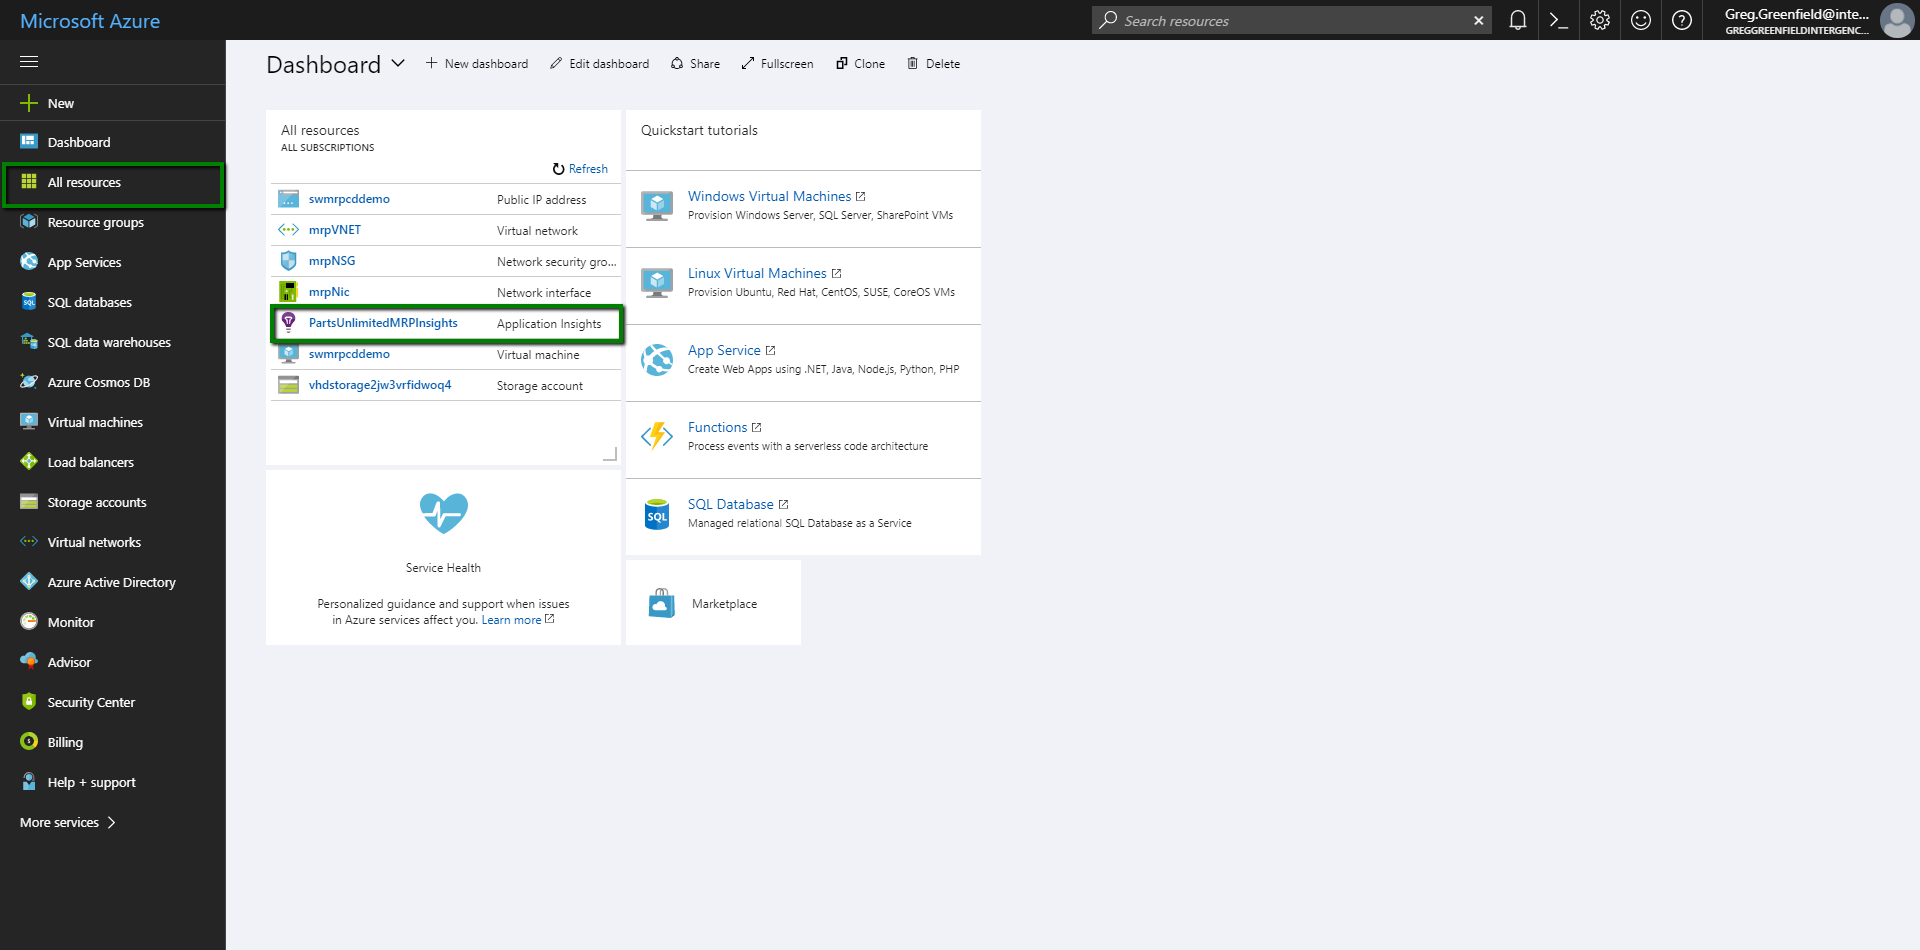 Microsoft Azure
Search resources
Greg.Greenfield@inte...
GREGGREENFIELDINTERGENC...
New
Dashboard
All resources
Resource groups
App Services
SQL databases
SQL data warehouses
Azure Cosmos DB
Virtual machines
Load balancers
Storage accounts
Virtual networks
Azure Active Directory
Monitor
Advisor
Security Center
Billing
Help + support
More services
Dashboard
New dashboard
Edit dashboard
Share
Fullscreen
Clone
Delete
All resources
ALL SUBSCRIPTIONS
Refresh
swmrpcddemo Public IP address
mrpVNET Virtual network
mrpNSG Network security gro...
mrpNic Network interface
PartsUnlimitedMRPInsights Application Insights
swmrpcddemo Virtual machine
vhdstorage2jw3vrfidwoq4 Storage account
Service Health
Personalized guidance and support when issues
in Azure services affect you. Learn more
Quickstart tutorials
Windows Virtual Machines
Provision Windows Server, SQL Server, SharePoint VMs
Linux Virtual Machines
Provision Ubuntu, Red Hat, CentOS, SUSE, CoreOS VMs
App Service
Create Web Apps using .NET, Java, Node.js, Python, PHP
Functions
Process events with a serverless code architecture
SQL
SQL Database
Managed relational SQL Database as a Service
Marketplace